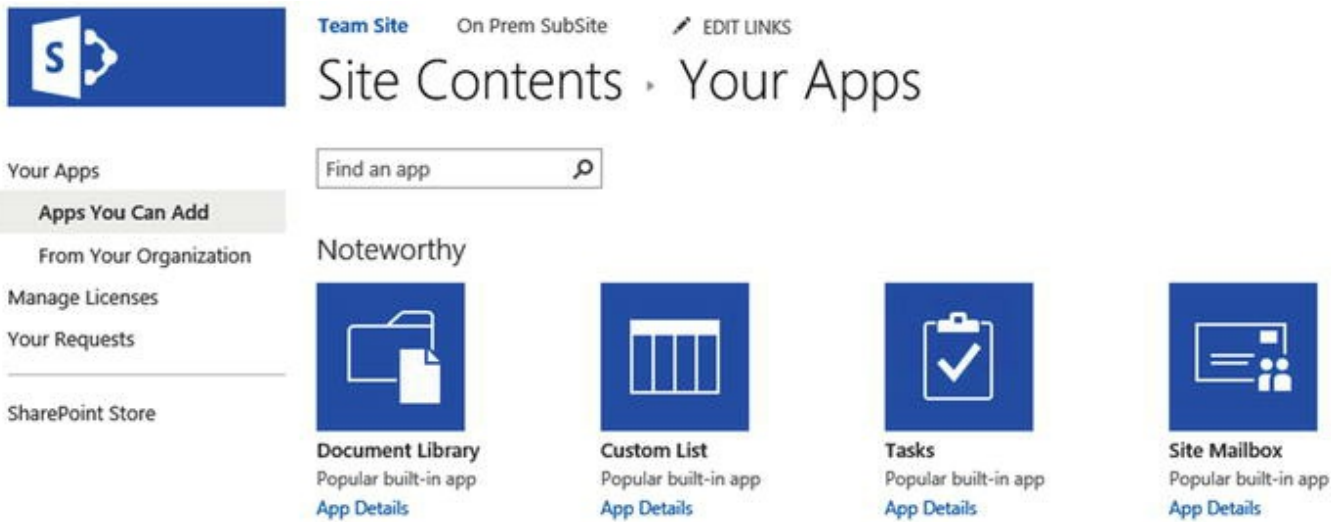 S
Team Site On Prem SubSite EDIT LINKS
Site Contents ▸ Your Apps
Find an app
Your Apps
Apps You Can Add
From Your Organization
Manage Licenses
Your Requests
SharePoint Store
Noteworthy
Document Library Custom List Tasks Site Mailbox
Popular built-in app Popular built-in app Popular built-in app Popular built-in app
App Details App Details App Details App Details